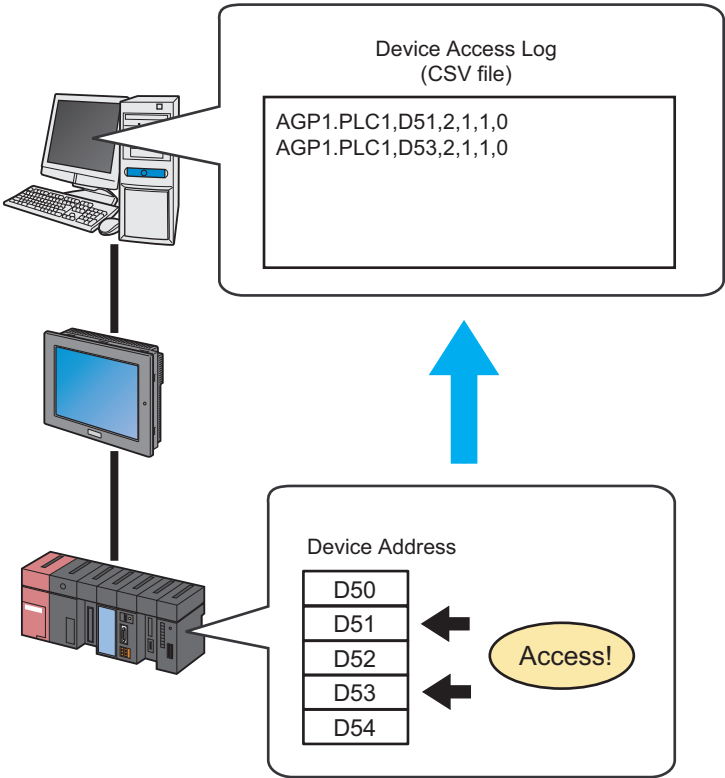 Device Access Log
(CSV file)
AGP1.PLC1,D51,2,1,1,0
AGP1.PLC1,D53,2,1,1,0
Device Address
D50
D51
D52
D53
D54
Access!